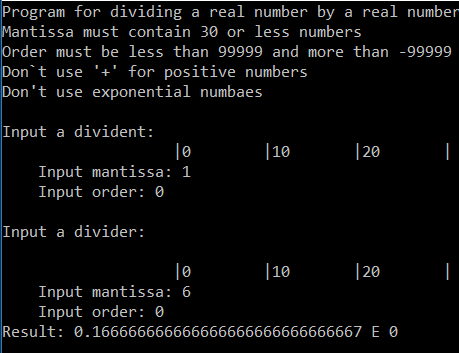 Program for dividing a real number by a real number
Mantissa must contain 30 or less numbers
Order must be less than 99999 and more than -99999
Don`t use '+' for positive numbers
Don't use exponential numbaes
Input a divident:
|0 |10 |20 |
Input mantissa: 1
Input order: 0
Input a divider:
|0 |10 |20 |
Input mantissa: 6
Input order: 0
Result: 0.166666666666666666666666666667 E 0